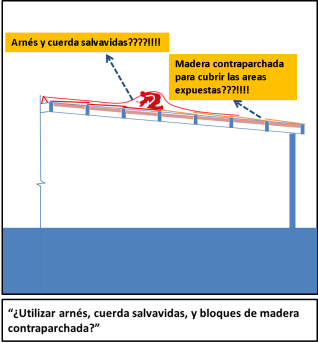 Arnés y cuerda salvavidas????!!!!
Madera contraparchada
para cubrir las areas
expuestas???!!!!
“¿Utilizar arnés, cuerda salvavidas, y bloques de madera
contraparchada?”